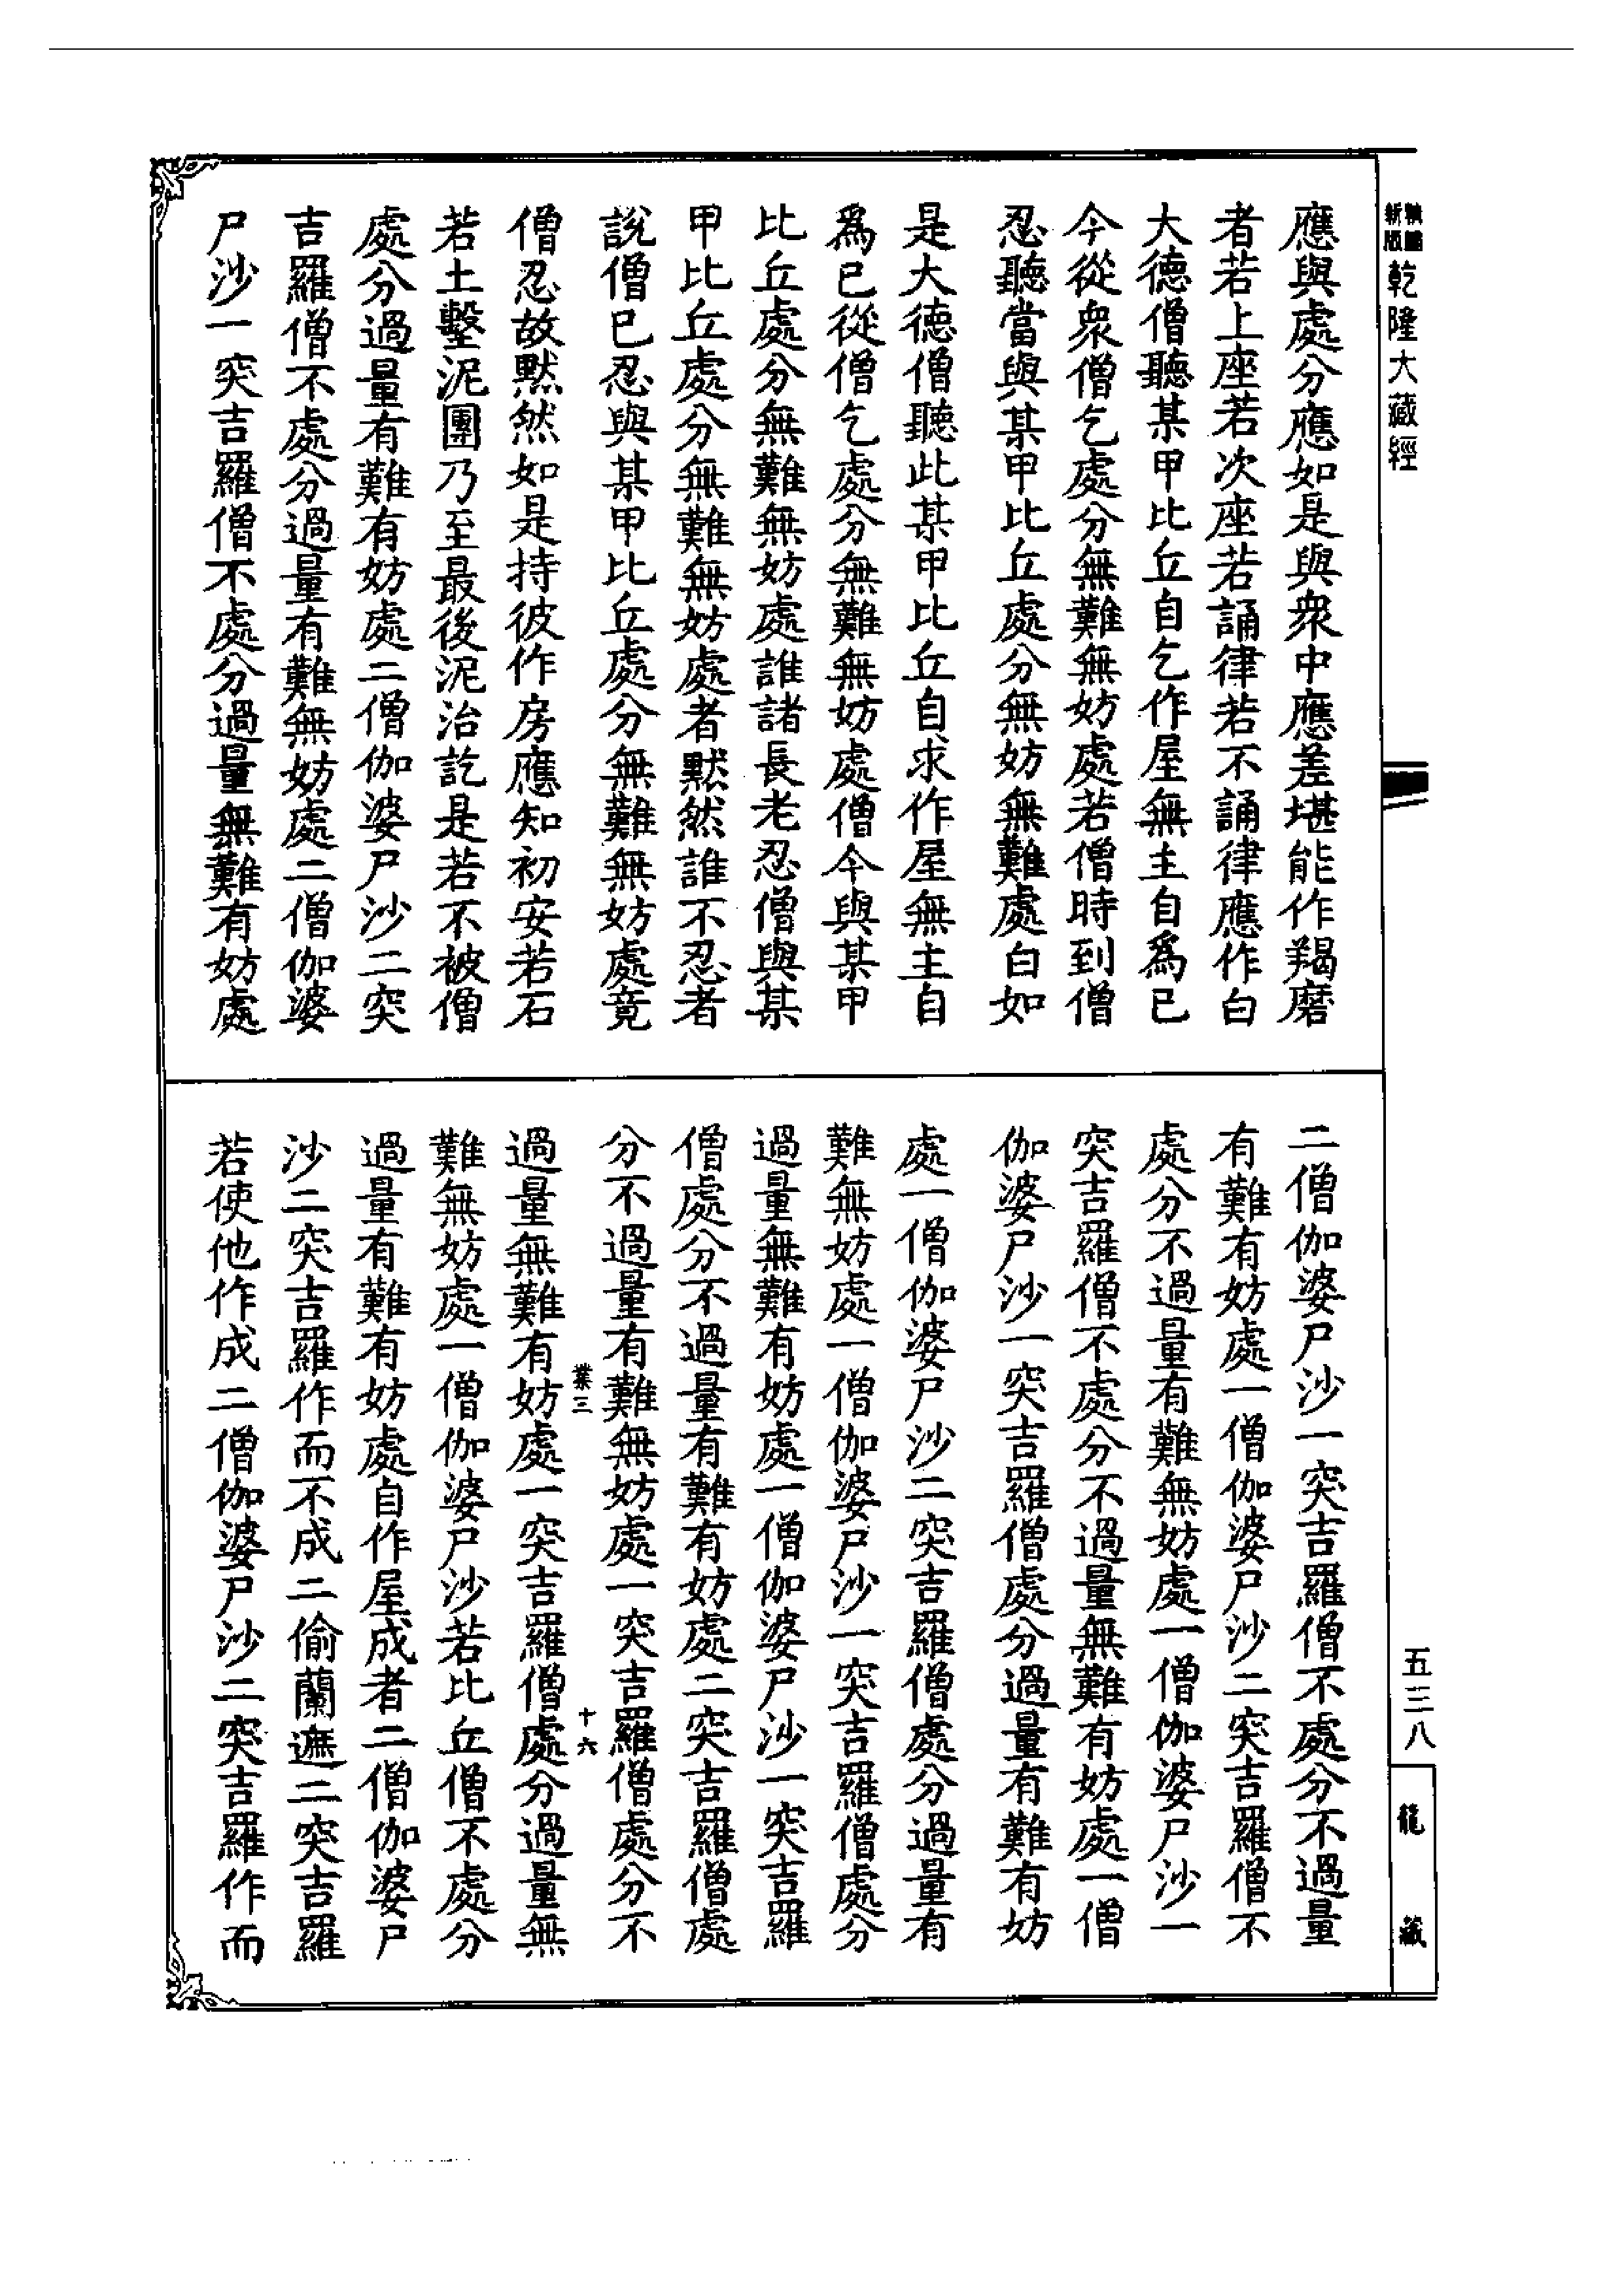 新版
乾隆大藏經
應與處分應如是與衆中應差堪能作羯磨
者若上座若次座若誦律若不誦律應作白
大德僧聽某甲比丘自乞作屋無主自爲已
今從衆僧乞處分無難無妨處若僧時到僧
忍聽當與某甲比丘處分無妨無難處白如
是大德僧聽此某甲比丘自求作屋無主自
爲已從僧乞處分無難無妨處僧今與某甲
比丘處分無難無妨處誰諸長老忍僧與某
甲比丘處分無難無妨處者默然誰不忍者
說僧已忍與某甲比丘處分無難無妨處竟
僧忍故默然如是持彼作房應知初安若石
若土墼泥團乃至最後泥治訖是若不被僧
處分過量有難有妨處二僧伽婆尸沙二突
吉羅僧不處分過量有難無妨處二僧伽婆
尸沙一突吉羅僧不處分過量無難有妨處
二僧伽婆尸沙一突吉羅僧不處分不過量
有難有妨處一僧伽婆尸沙二突吉羅僧不
處分不過量有難無妨處一僧伽婆尸沙一
突吉羅僧不處分不過量無難有妨處一僧
伽婆尸沙一突吉羅僧處分過量有難有妨
處一僧伽婆尸沙二突吉羅僧處分過量有
難無妨處一僧伽婆尸沙一突吉羅僧處分
過量無難有妨處一僧伽婆尸沙一突吉羅
僧處分不過量有難有妨處二突吉羅僧處
分不過量有難無妨處一突吉羅僧處分不
業三 十六
過量無難有妨處一突吉羅僧處分過量無
難無妨處一僧伽婆尸沙若比丘僧不處分
過量有難有妨處自作屋成者二僧伽婆尸
沙二突吉羅作而不成二偷蘭遮二突吉羅
若使他作成二僧伽婆尸沙二突吉羅作而
五三八
龍藏